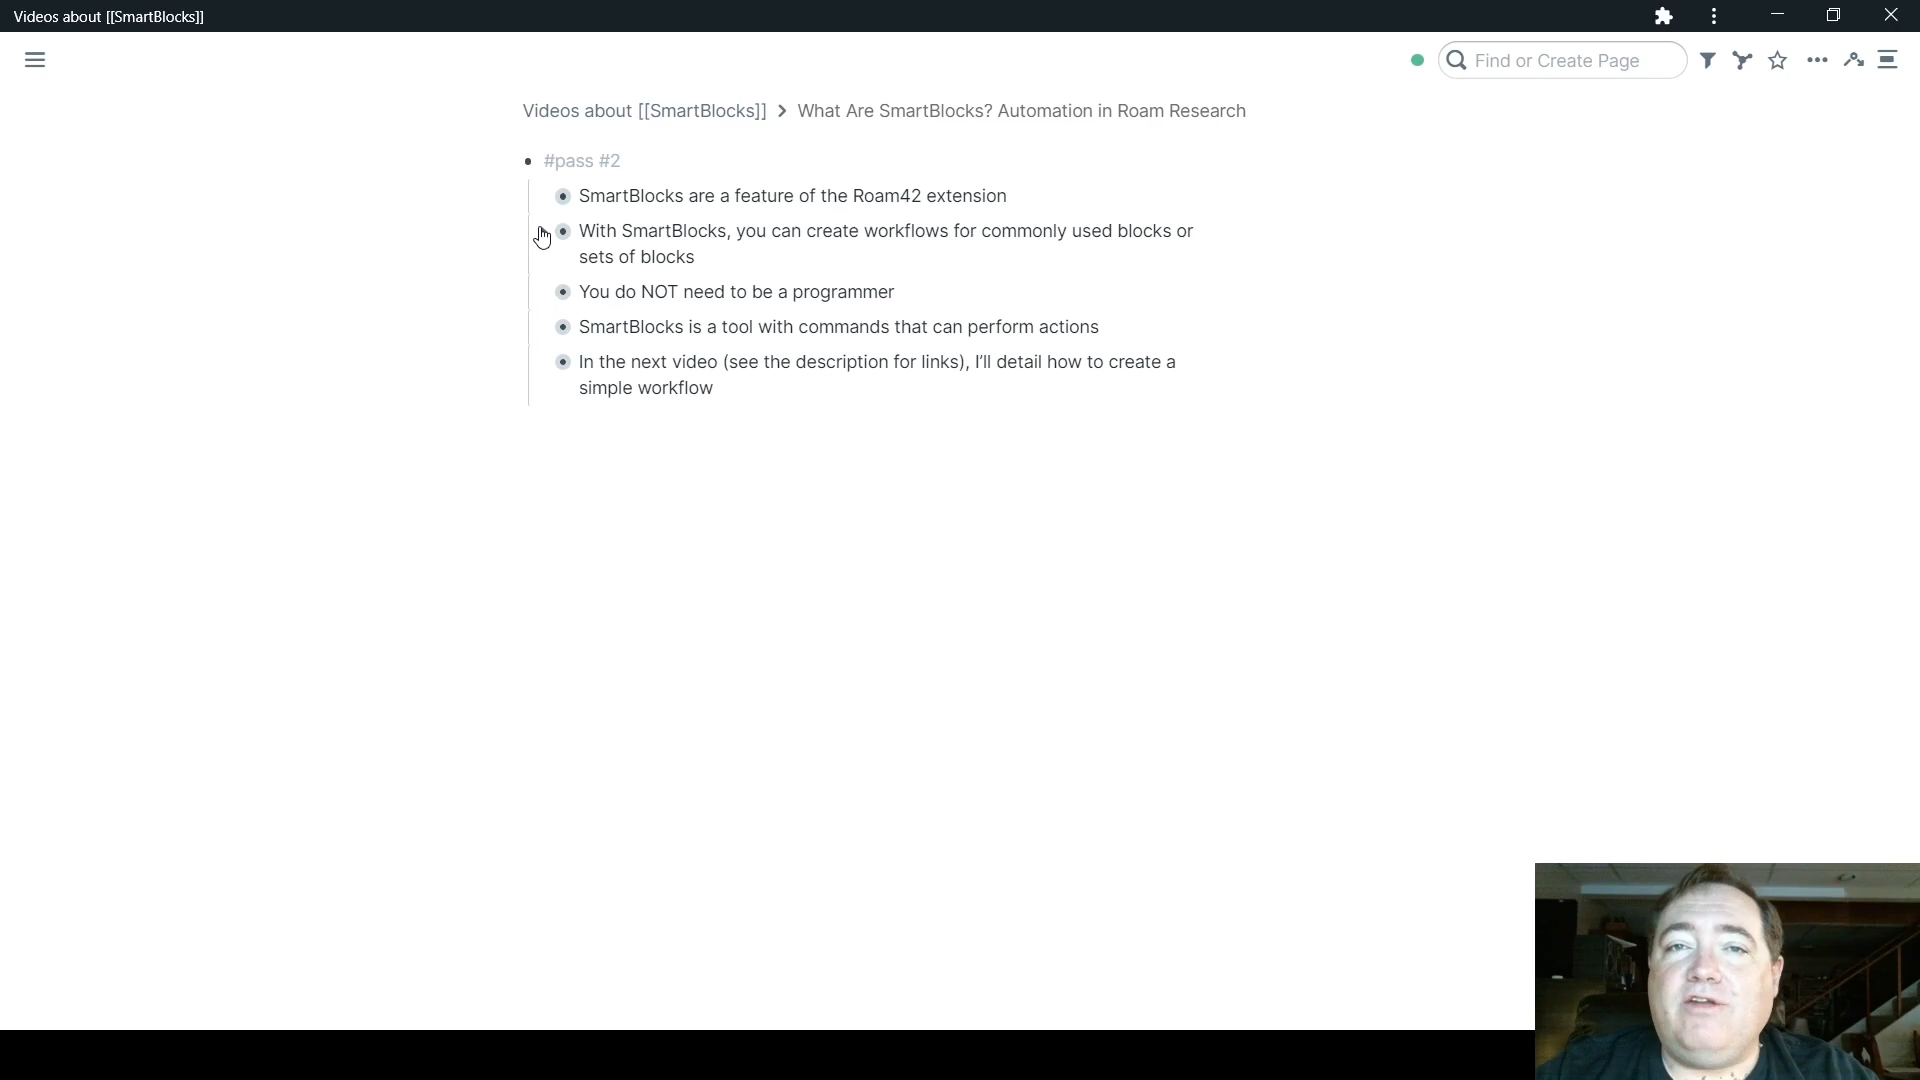 Videos about [[SmartBlocks]]
Find or Create Page
Videos about [[SmartBlocks]] > What Are SmartBlocks? Automation in Roam Research
#pass #2
SmartBlocks are a feature of the Roam42 extension
With SmartBlocks, you can create workflows for commonly used blocks or
sets of blocks
You do NOT need to be a programmer
SmartBlocks is a tool with commands that can perform actions
In the next video (see the description for links), I'll detail how to create a
simple workflow